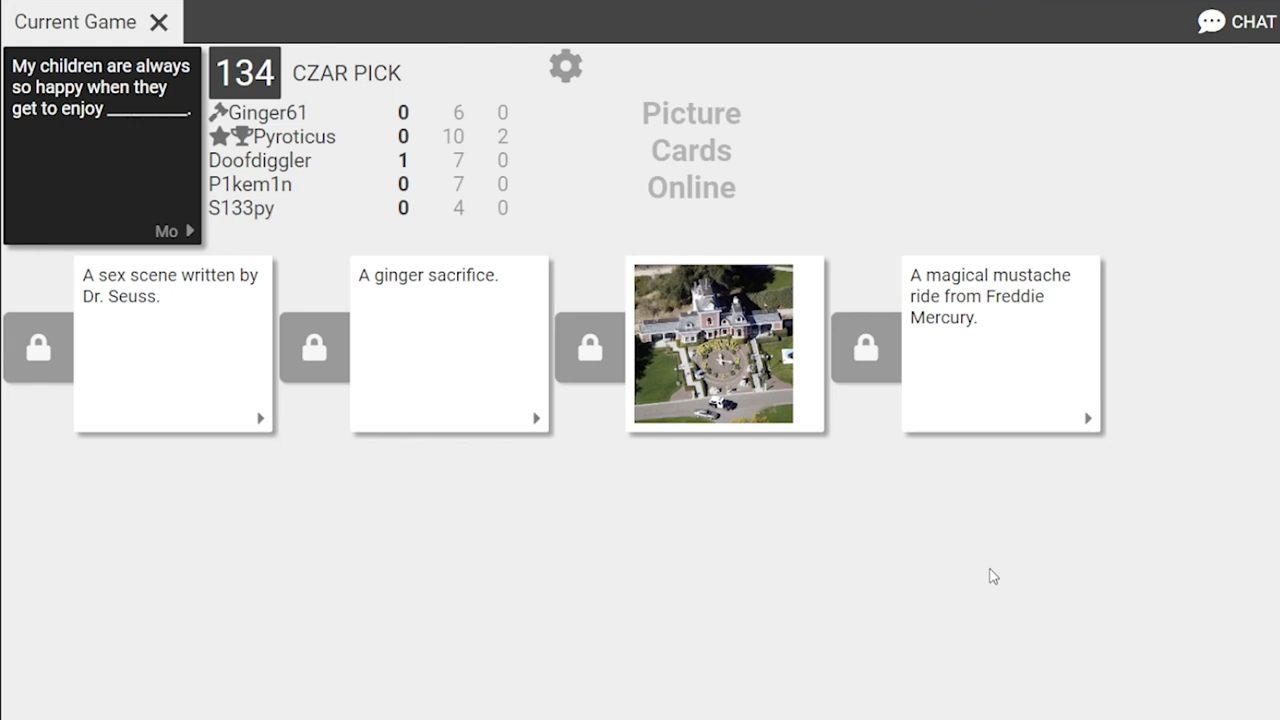 Current Game
CHAT
My children are always
so happy when they
get to enjoy _________.
Mo
134 CZAR PICK
Ginger61 0 6 0
Pyroticus 0 10 2
Doofdiggler 1 7 0
P1kem1n 0 7 0
S133py 0 4 0
Picture
Cards
Online
A sex scene written by
Dr. Seuss.
A ginger sacrifice.
A magical mustache
ride from Freddie
Mercury.